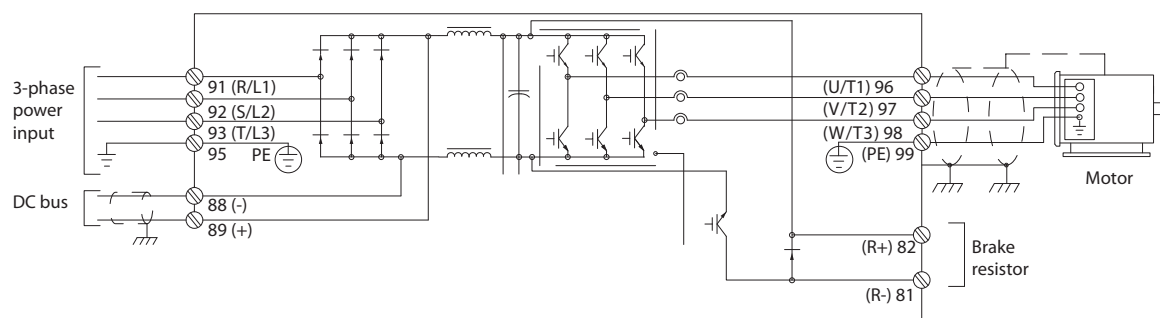 3-phase
power
input
91 (R/L1)
92 (S/L2)
93 (T/L3)
95 PE
DC bus
88 (-)
89 (+)
(U/T1) 96
(V/T2) 97
(W/T3) 98
(PE) 99
Motor
(R+) 82
Brake
resistor
(R-) 81